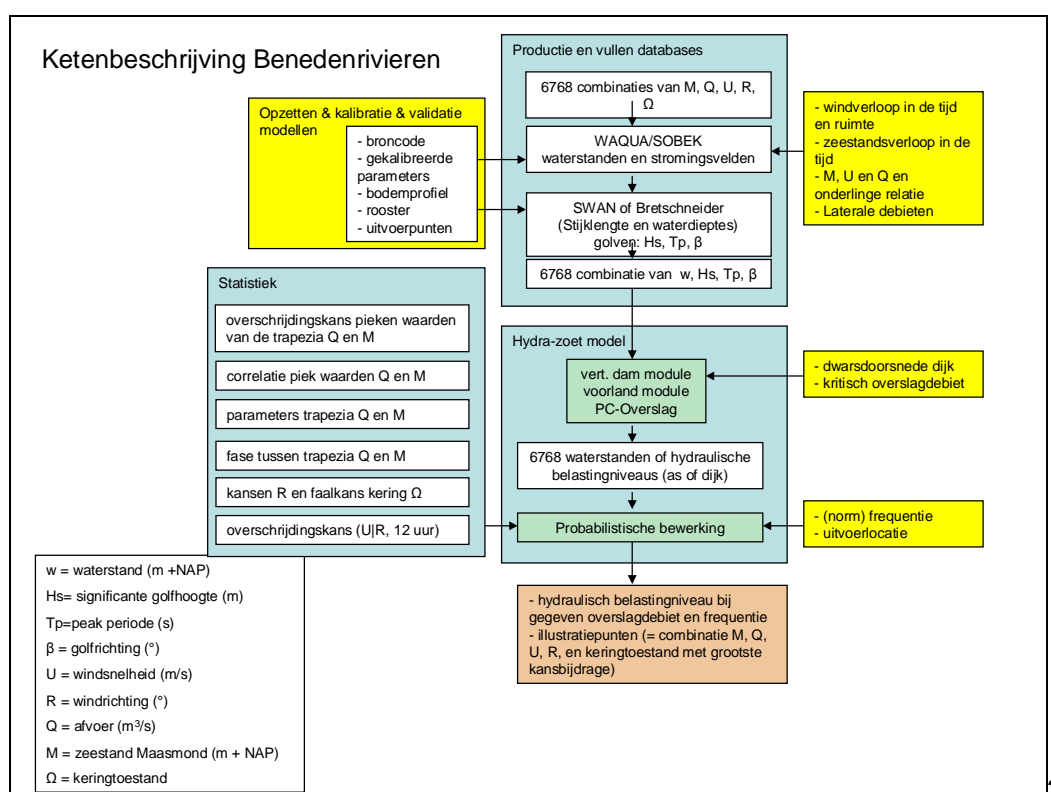 Ketenbeschrijving Benedenrivieren
Productie en vullen databases
6768 combinaties van M, Q, U, R,
Ω
WAQUA/SOBEK
waterstanden en stromingsvelden
SWAN of Bretschneider
(Stijklengte en waterdieptes)
golven: Hs, Tp, β
6768 combinatie van w, Hs, Tp, β
Opzetten & kalibratie & validatie
modellen
- broncode
- gekalibreerde
parameters
- bodemprofiel
- rooster
- uitvoerpunten
- windverloop in de tijd
en ruimte
- zeestandsverloop in de
tijd
- M, U en Q en
onderlinge relatie
- Laterale debieten
Statistiek
overschrijdingskans pieken waarden
van de trapezia Q en M
correlatie piek waarden Q en M
parameters trapezia Q en M
fase tussen trapezia Q en M
kansen R en faalkans kering Ω
overschrijdingskans (U|R, 12 uur)
Hydra-zoet model
vert. dam module
voorland module
PC-Overslag
6768 waterstanden of hydraulische
belastingniveaus (as of dijk)
Probabilistische bewerking
- dwarsdoorsnede dijk
- kritisch overslagdebiet
- (norm) frequentie
- uitvoerlocatie
- hydraulisch belastingniveau bij
gegeven overslagdebiet en frequentie
- illustratiepunten (= combinatie M, Q,
U, R, en keringtoestand met grootste
kansbijdrage)
w = waterstand (m +NAP)
Hs= significante golfhoogte (m)
Tp=peak periode (s)
β = golfrichting (°)
U = windsnelheid (m/s)
R = windrichting (°)
Q = afvoer (m³/s)
M = zeestand Maasmond (m + NAP)
Ω = keringtoestand